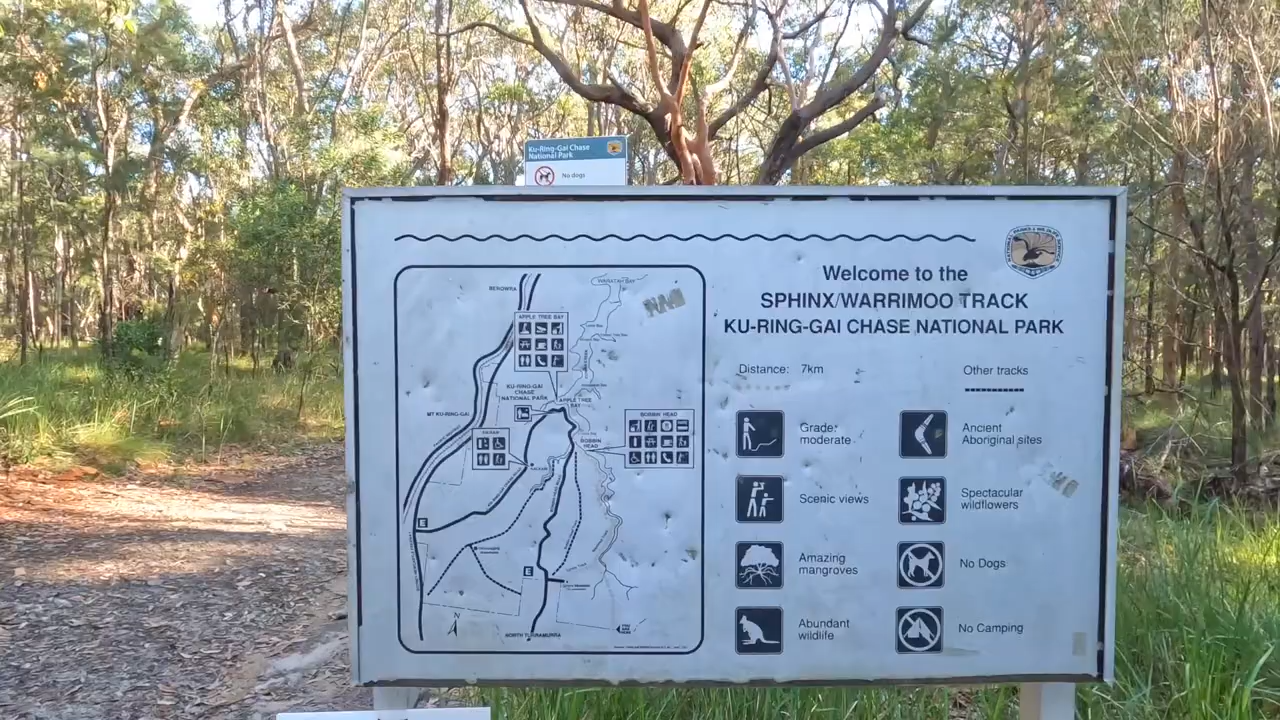 Ku-Ring-Gai Chase
National Park
No dogs
Welcome to the
SPHINX/WARRIMOO TRACK
KU-RING-GAI CHASE NATIONAL PARK
Distance: 7km
Other tracks
Grade:
moderate
Ancient
Aboriginal sites
Scenic views
Spectacular
wildflowers
Amazing
mangroves
No Dogs
Abundant
wildlife
No Camping
BEROWRA
WARATAH BAY
APPLE TREE BAY
KU-RING-GAI
CHASE
NATIONAL PARK
APPLE TREE
BAY
MT KU-RING-GAI
BOBBIN HEAD
BOBBIN
HEAD
E
E
N
NORTH TURRAMURRA